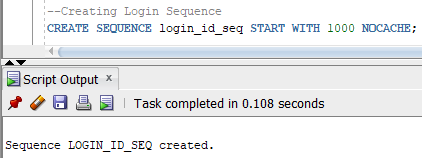 --Creating Login Sequence
CREATE SEQUENCE login_id_seq START WITH 1000 NOCACHE;
Script Output x
Task completed in 0.108 seconds
Sequence LOGIN_ID_SEQ created.